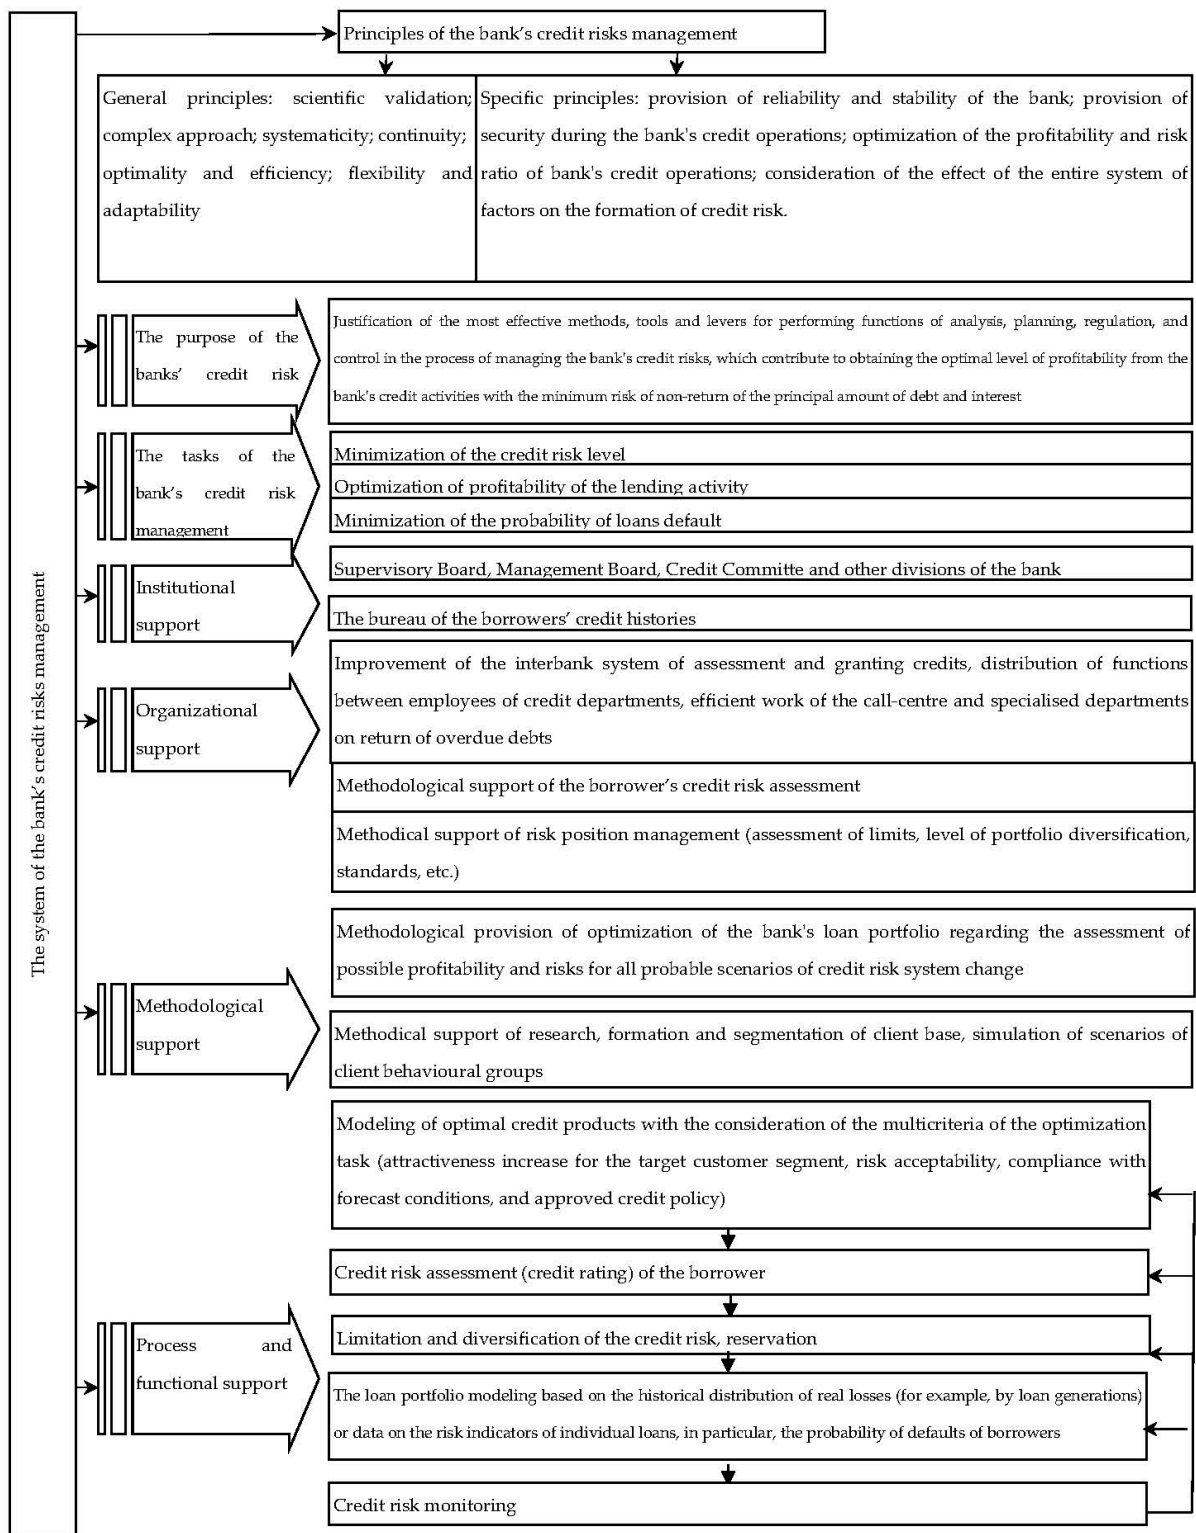 The system of the bank's credit risks management
Principles of the bank's credit risks management
General principles: scientific validation;
complex approach; systematicity; continuity;
optimality and efficiency; flexibility and
adaptability
Specific principles: provision of reliability and stability of the bank; provision of
security during the bank's credit operations; optimization of the profitability and risk
ratio of bank's credit operations; consideration of the effect of the entire system of
factors on the formation of credit risk.
The purpose of the
banks' credit risk
Justification of the most effective methods, tools and levers for performing functions of analysis, planning, regulation, and
control in the process of managing the bank's credit risks, which contribute to obtaining the optimal level of profitability from the
bank's credit activities with the minimum risk of non-return of the principal amount of debt and interest
The tasks of the
bank's credit risk
management
Minimization of the credit risk level
Optimization of profitability of the lending activity
Minimization of the probability of loans default
Institutional
support
Supervisory Board, Management Board, Credit Committe and other divisions of the bank
The bureau of the borrowers' credit histories
Organizational
support
Improvement of the interbank system of assessment and granting credits, distribution of functions
between employees of credit departments, efficient work of the call-centre and specialised departments
on return of overdue debts
Methodological
support
Methodological support of the borrower's credit risk assessment
Methodical support of risk position management (assessment of limits, level of portfolio diversification,
standards, etc.)
Methodological provision of optimization of the bank's loan portfolio regarding the assessment of
possible profitability and risks for all probable scenarios of credit risk system change
Methodical support of research, formation and segmentation of client base, simulation of scenarios of
client behavioural groups
Process and
functional support
Modeling of optimal credit products with the consideration of the multicriteria of the optimization
task (attractiveness increase for the target customer segment, risk acceptability, compliance with
forecast conditions, and approved credit policy)
Credit risk assessment (credit rating) of the borrower
Limitation and diversification of the credit risk, reservation
The loan portfolio modeling based on the historical distribution of real losses (for example, by loan generations)
or data on the risk indicators of individual loans, in particular, the probability of defaults of borrowers
Credit risk monitoring